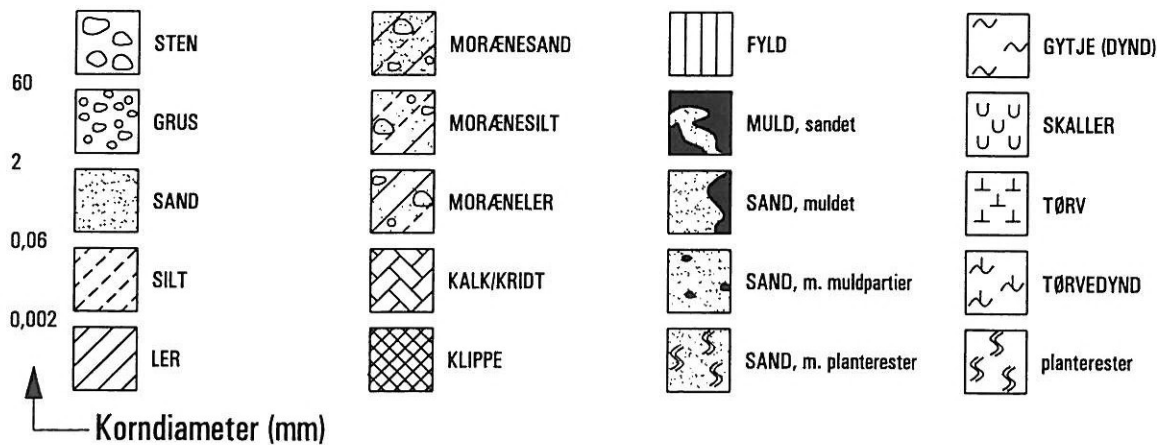 STEN
60
GRUS
2
SAND
0,06
SILT
0,002
LER
Korndiameter (mm)
MORÆNESAND
MORÆNESILT
MORÆNELER
KALK/KRIDT
KLIPPE
FYLD
MULD, sandet
SAND, muldet
SAND, m. muldpartier
SAND, m. planterester
GYTJE (DYND)
SKALLER
TØRV
TØRVEDYND
planterester